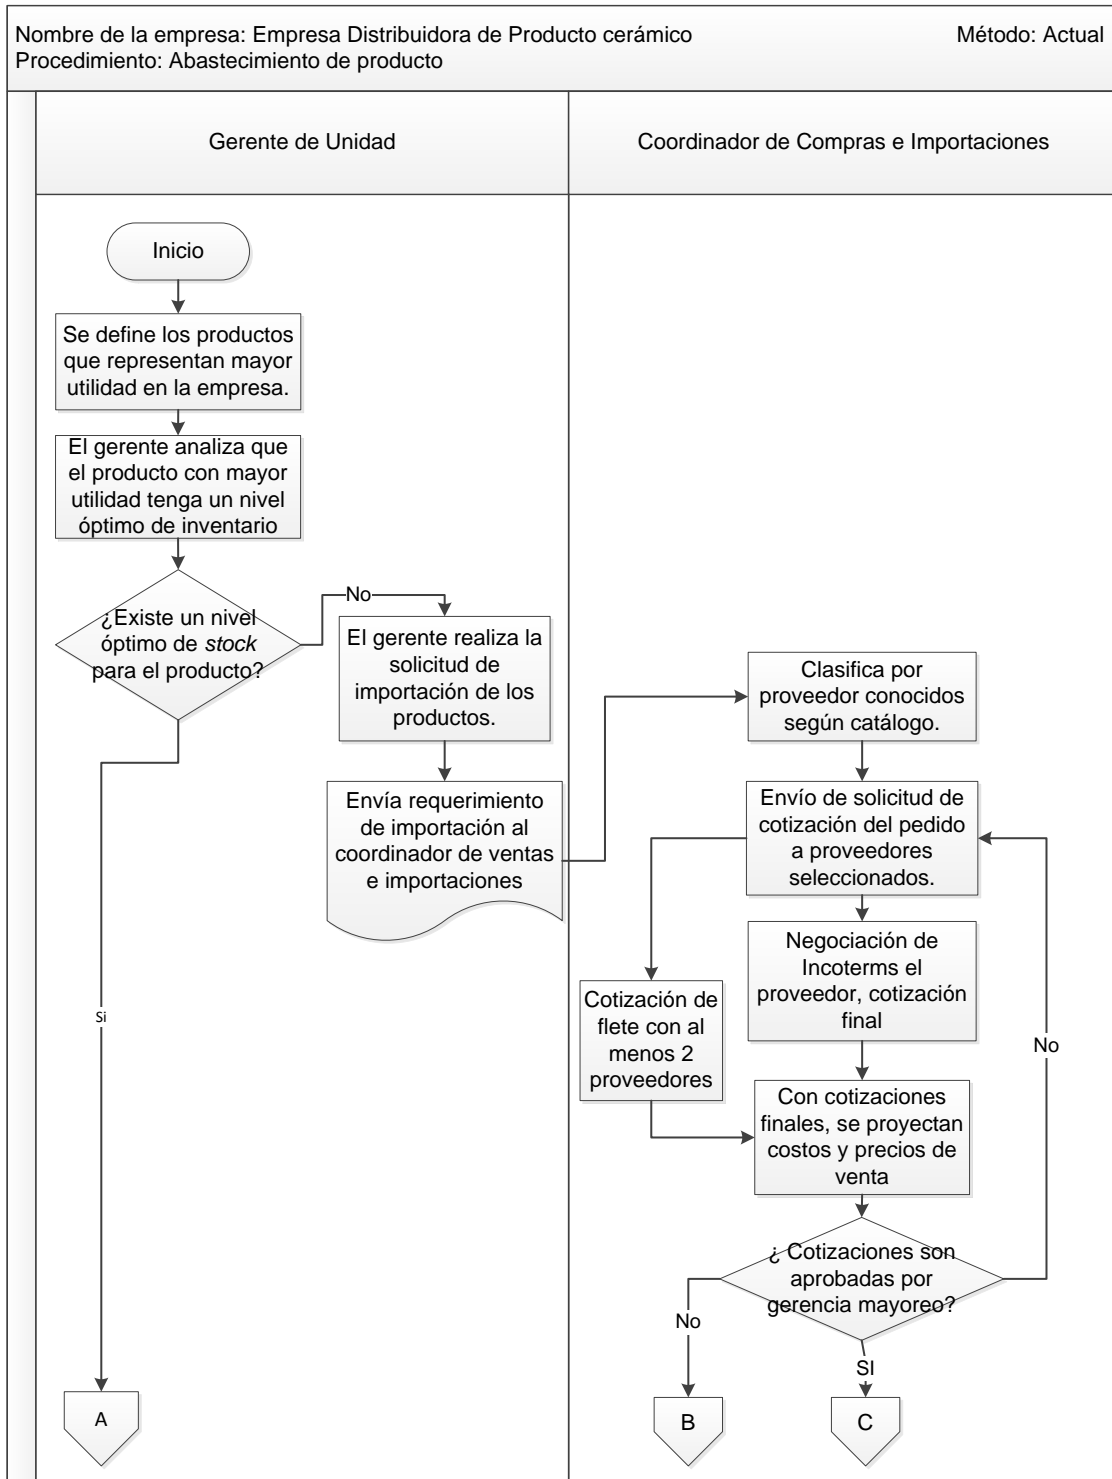 Nombre de la empresa: Empresa Distribuidora de Producto cerámico
Método: Actual
Procedimiento: Abastecimiento de producto
Gerente de Unidad
Coordinador de Compras e Importaciones
Inicio
Se define los productos
que representan mayor
utilidad en la empresa.
El gerente analiza que
el producto con mayor
utilidad tenga un nivel
óptimo de inventario
¿Existe un nivel
óptimo de stock
para el producto?
No
El gerente realiza la
solicitud de
importación de los
productos.
Envía requerimiento
de importación al
coordinador de ventas
e importaciones
Si
A
Clasifica por
proveedor conocidos
según catálogo.
Envío de solicitud de
cotización del pedido
a proveedores
seleccionados.
Negociación de
Incoterms el
proveedor, cotización
final
Cotización de
flete con al
menos 2
proveedores
Con cotizaciones
finales, se proyectan
costos y precios de
venta
No
¿ Cotizaciones son
aprobadas por
gerencia mayoreo?
No
SI
B
C